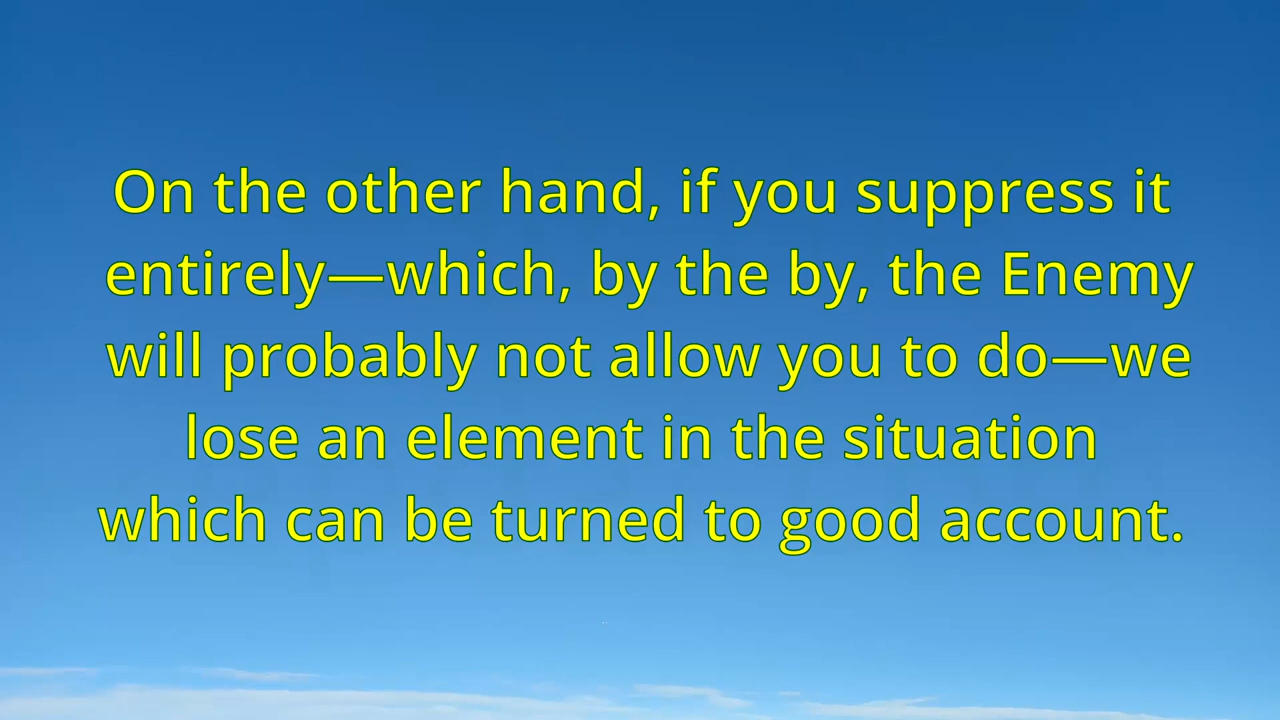 On the other hand, if you suppress it
entirely—which, by the by, the Enemy
will probably not allow you to do—we
lose an element in the situation
which can be turned to good account.